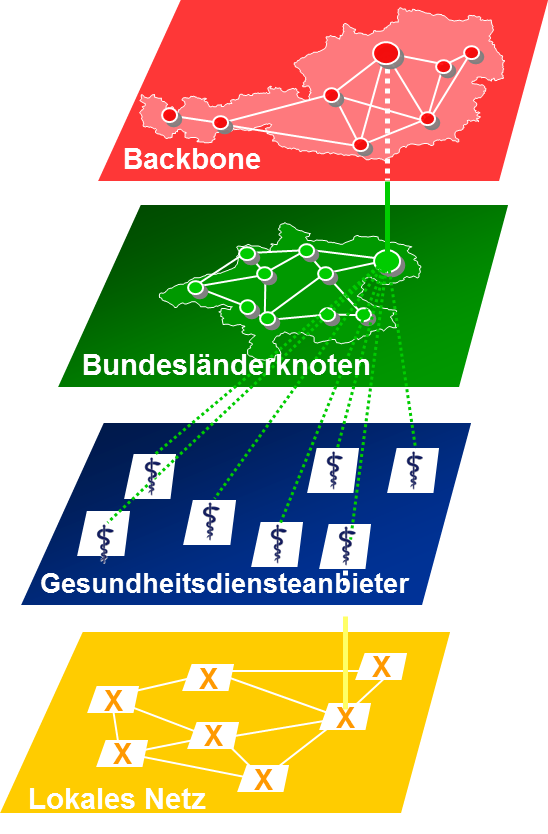 Backbone
Bundesländerknoten
Gesundheitsdiensteanbieter
X
X
X
X
X
X
X
Lokales Netz